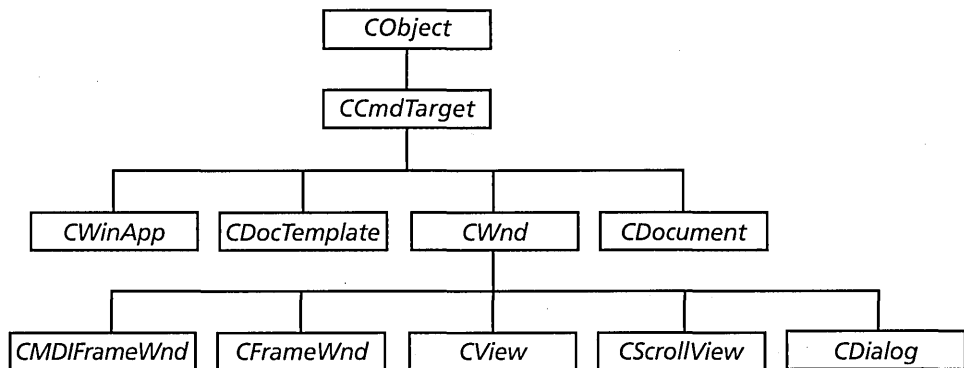 CObject
CCmdTarget
CWinApp
CDocTemplate
CWnd
CDocument
CMDIFrameWnd
CFrameWnd
CView
CScrollView
CDialog